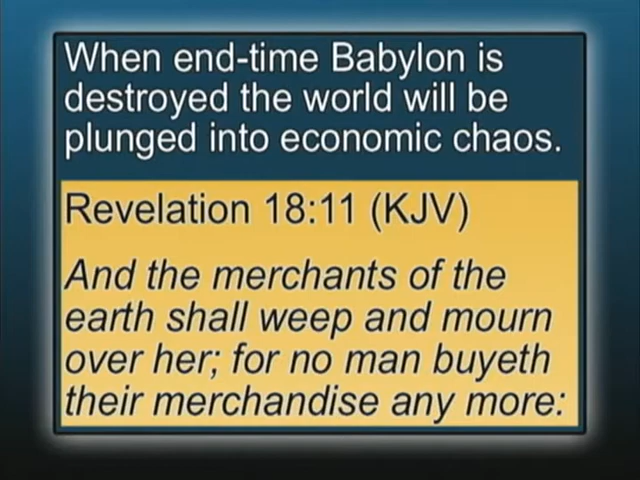 When end-time Babylon is
destroyed the world will be
plunged into economic chaos.
Revelation 18:11 (KJV)
And the merchants of the
earth shall weep and mourn
over her; for no man buyeth
their merchandise any more: